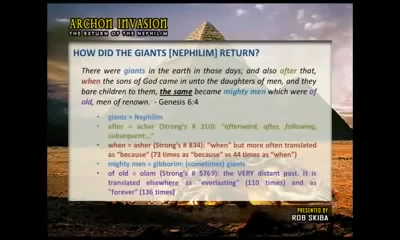 ARCHON INVASION
THE RETURN OF THE NEPHILIM
HOW DID THE GIANTS [NEPHILIM] RETURN?
There were giants in the earth in those days; and also after that,
when the sons of God came in unto the daughters of men, and they
bare children to them, the same became mighty men which were of
old, men of renown. - Genesis 6:4
• giants = Nephilim
• after = achar (Strong's # 310): "afterward, after, following,
subsequent..."
• when = asher (Strong's # 834): "when" but more often translated
as "because" (73 times as "because" vs 44 times as "when")
• mighty men = gibborim: (sometimes) giants
• of old = olam (Strong's # 5769): the VERY distant past. It is
translated elsewhere as "everlasting" (110 times) and as
"forever" (136 times)
PRESENTED BY
ROB SKIBA